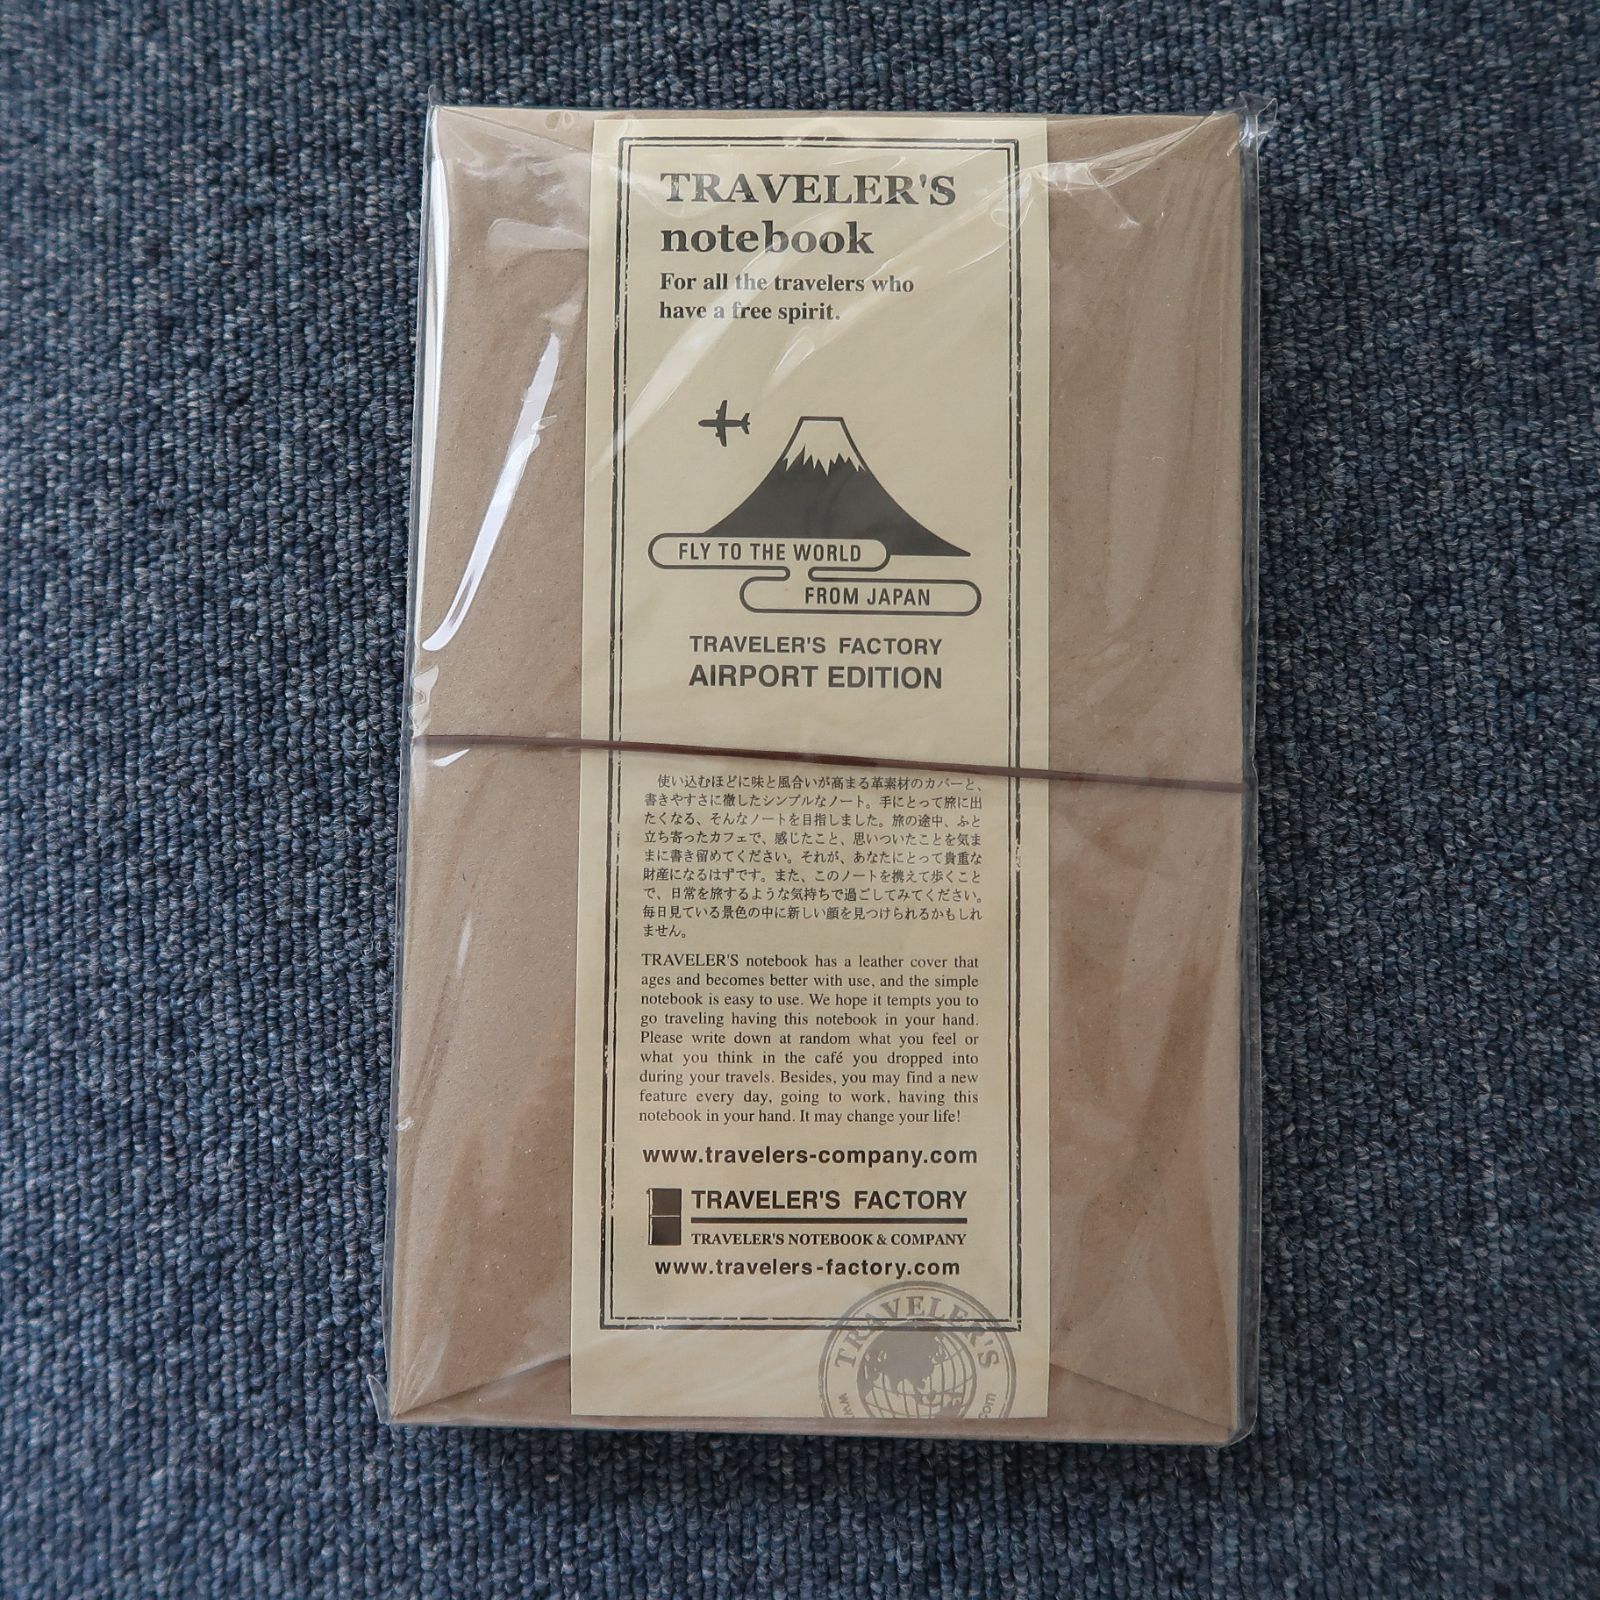 TRAVELER'S
notebook
For all the travelers who
have a free spirit.
FLY TO THE WORLD
FROM JAPAN
TRAVELER'S FACTORY
AIRPORT EDITION
使い込むほどに味と風合いが高まる革素材のカバーと、
書きやすさに徹したシンプルなノート。手にとって旅に出
たくなる、そんなノートを目指しました。旅の途中、ふと
立ち寄ったカフェで、感じたこと、思いついたことを気ま
まに書き留めてください。それが、あなたにとって貴重な
財産になるはずです。また、このノートを携えて歩くこと
で、日常を旅するような気持ちで過ごしてみてください。
毎日見ている景色の中に新しい顔を見つけられるかもしれ
ません。
TRAVELER'S notebook has a leather cover that
ages and becomes better with use, and the simple
notebook is easy to use. We hope it tempts you to
go traveling having this notebook in your hand.
Please write down at random what you feel or
what you think in the café you dropped into
during your travels. Besides, you may find a new
feature every day, going to work, having this
notebook in your hand. It may change your life!
www.travelers-company.com
TRAVELER'S FACTORY
TRAVELER'S NOTEBOOK & COMPANY
www.travelers-factory.com
TRAVELER'S